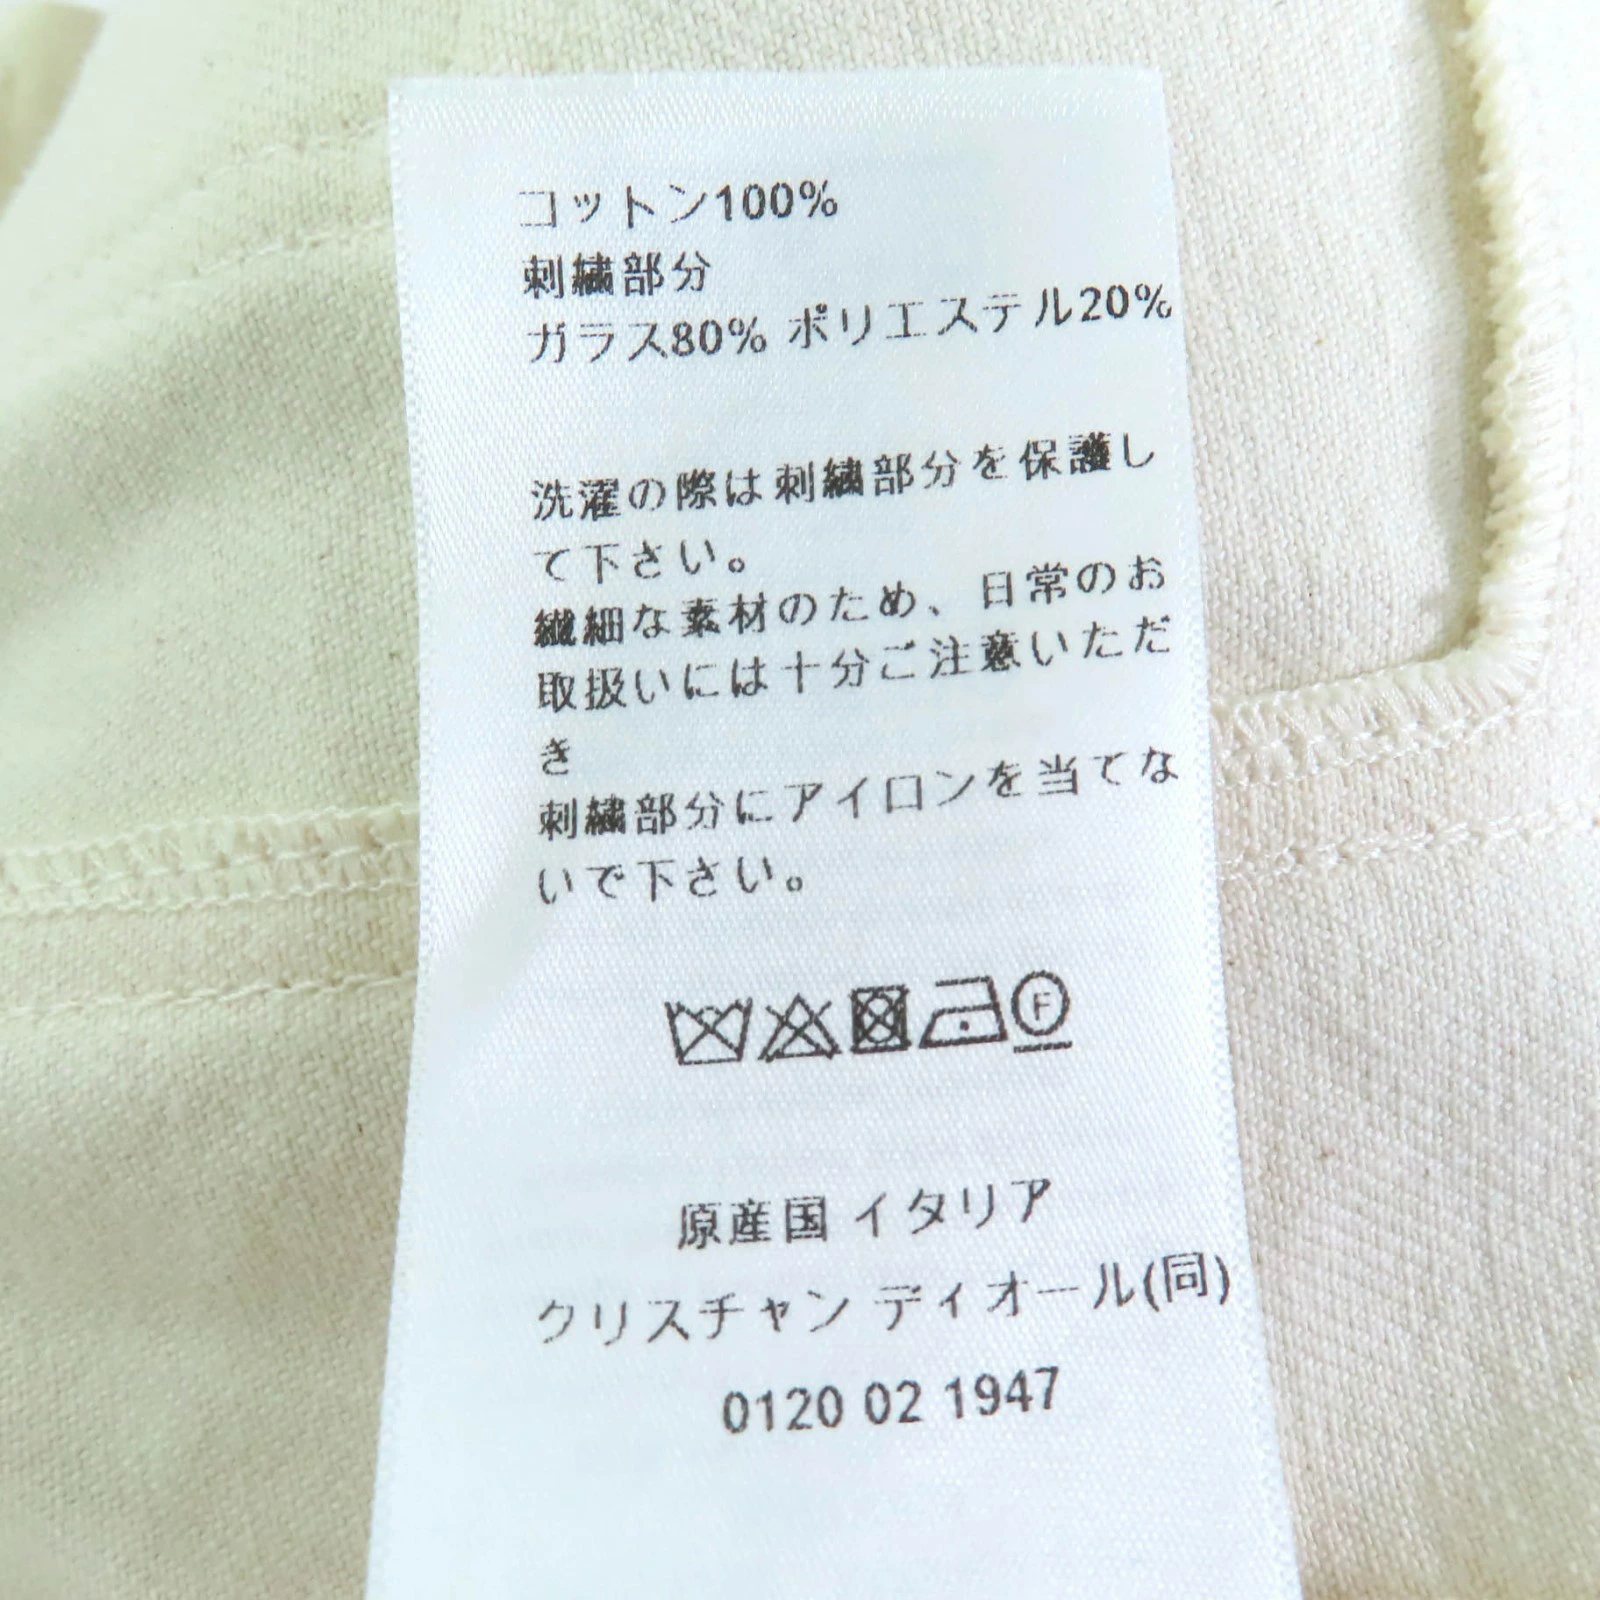 コットン100%
刺繍部分
ガラス80% ポリエステル20%
洗濯の際は刺繍部分を保護し
て下さい。
繊細な素材のため、日常のお
取扱いには十分ご注意いただ
き
刺繍部分にアイロンを当てな
いで下さい。
F
原産国 イタリア
クリスチャン ディオール(同)
0120 02 1947